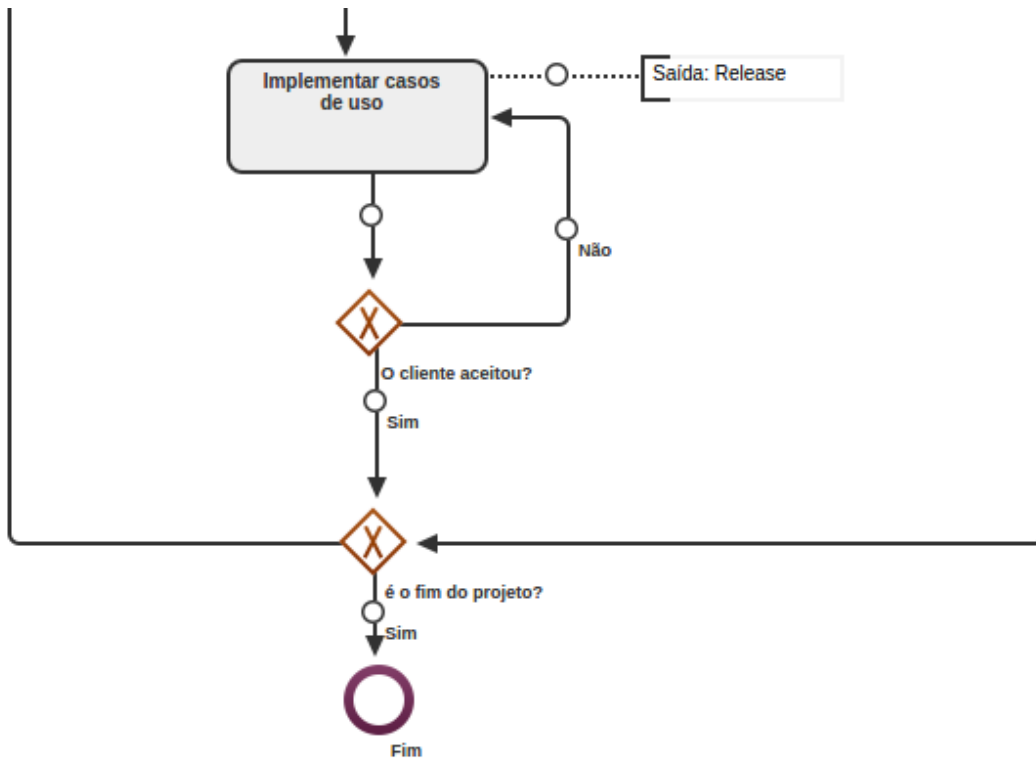 Implementar casos
de uso
Saída: Release
Não
O cliente aceitou?
Sim
é o fim do projeto?
Sim
Fim